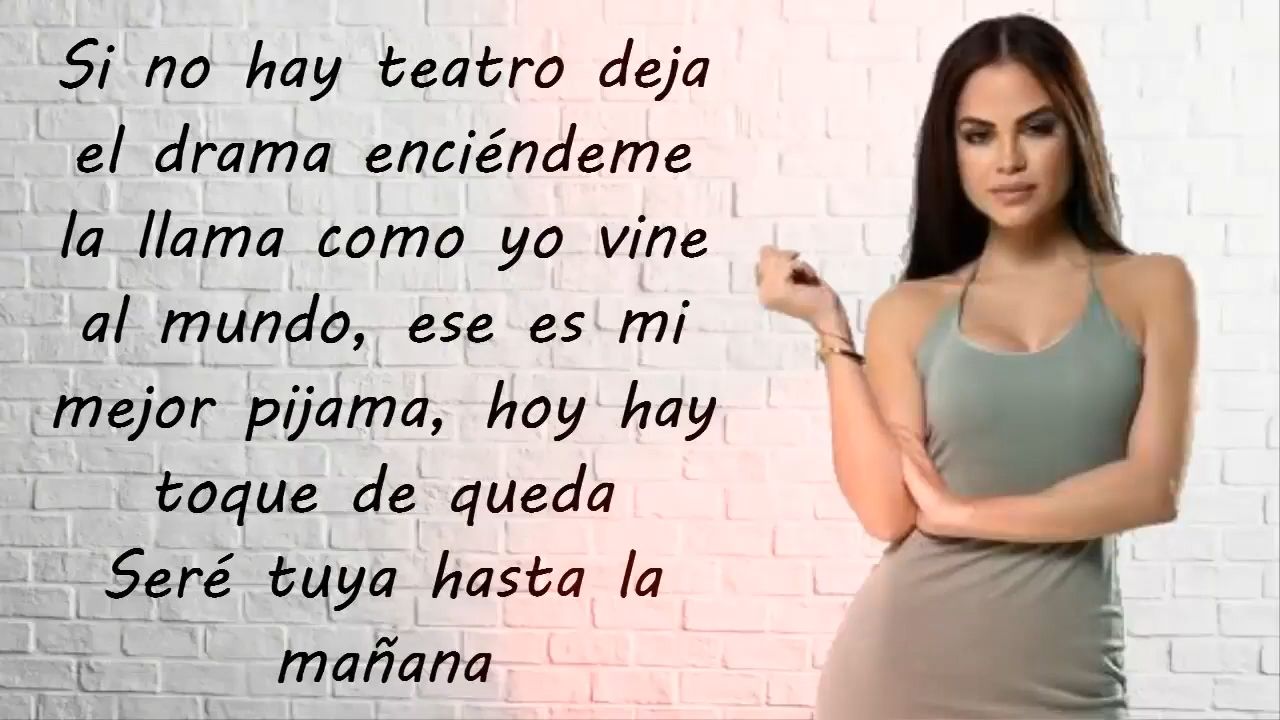 Si no hay teatro deja
el drama enciéndeme
la llama como yo vine
al mundo, ese es mi
mejor pijama, hoy hay
toque de queda
Seré tuya hasta la
mañana